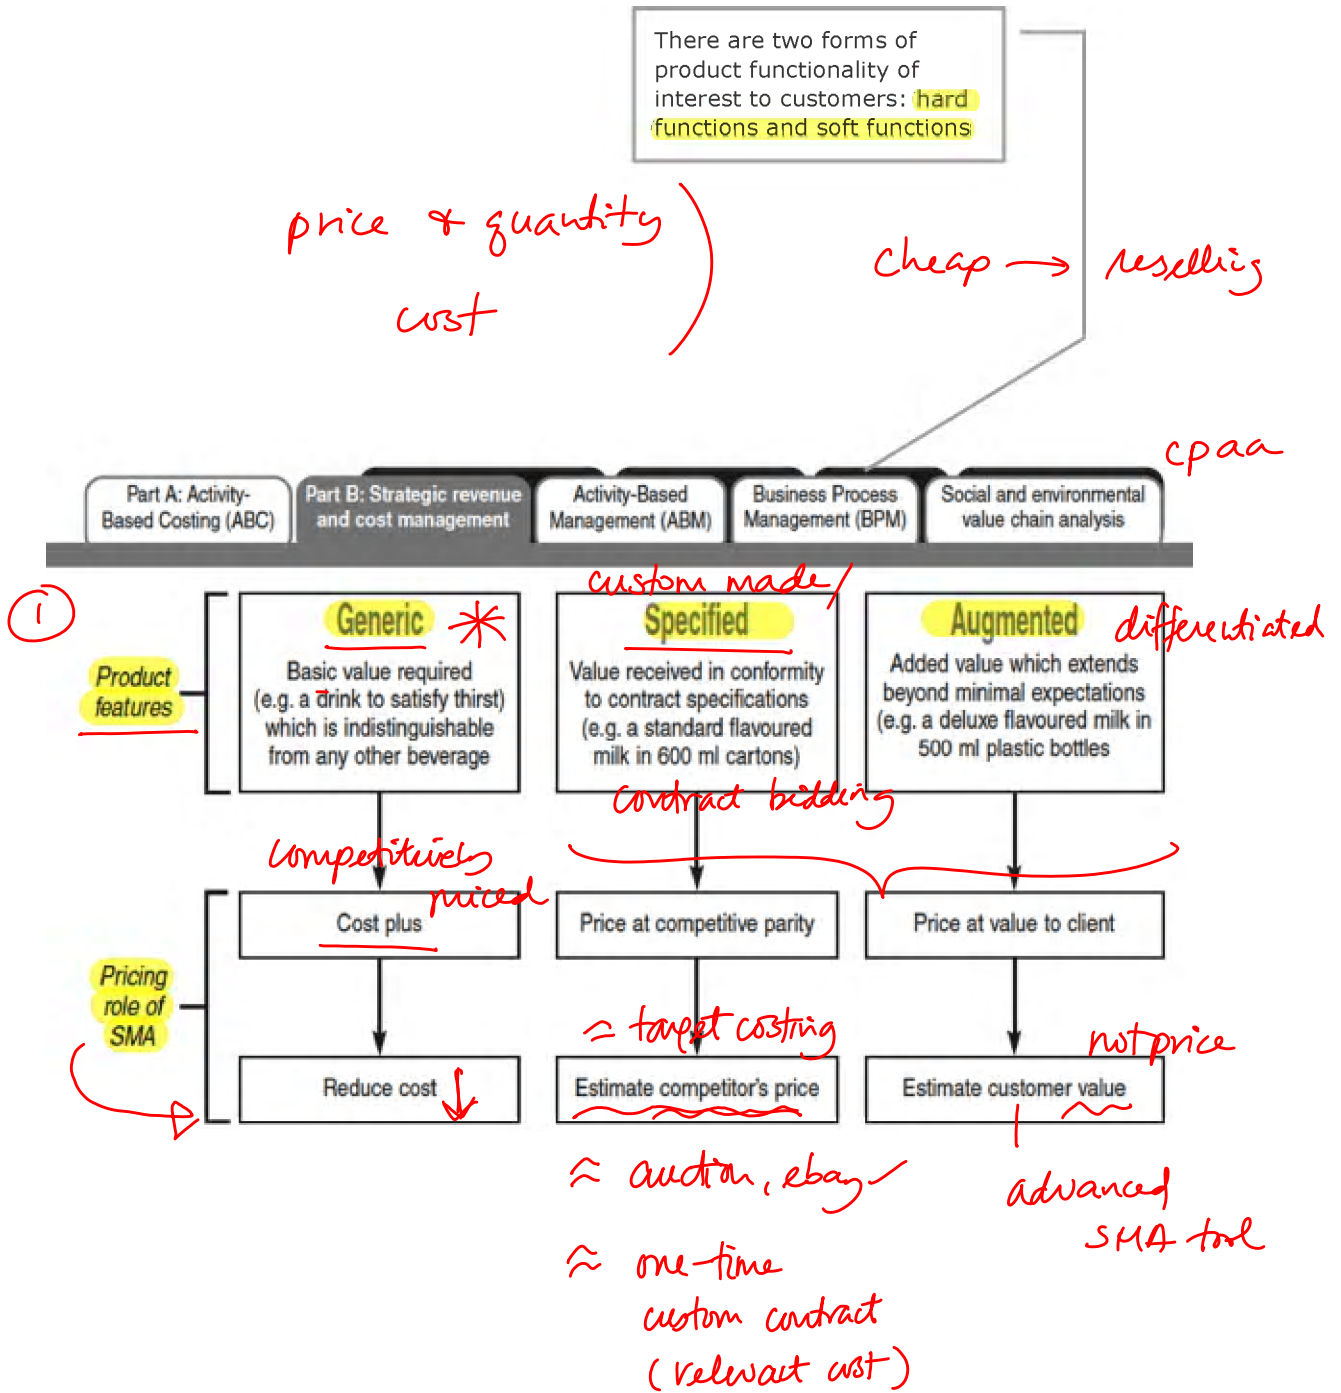 There are two forms of
product functionality of
interest to customers: hard
functions and soft functions
price & quantity
cost
cheap → reselling
cpaa
Part A: Activity-
Based Costing (ABC)
Part B: Strategic revenue
and cost management
Activity-Based
Management (ABM)
Business Process
Management (BPM)
Social and environmental
value chain analysis
1
Product
features
Generic
Basic value required
(e.g. a drink to satisfy thirst)
which is indistinguishable
from any other beverage
custom made/
Specified
Value received in conformity
to contract specifications
(e.g. a standard flavoured
milk in 600 ml cartons)
Augmented
differentiated
Added value which extends
beyond minimal expectations
(e.g. a deluxe flavoured milk in
500 ml plastic bottles
contract bidding
competitively
priced
Pricing
role of
SMA
Cost plus
Price at competitive parity
Price at value to client
= target costing
not price
Reduce cost ↓
Estimate competitor's price
Estimate customer value
≈ auction, ebay
advanced
SMA tool
≈ one-time
custom contract
(relevant cost)